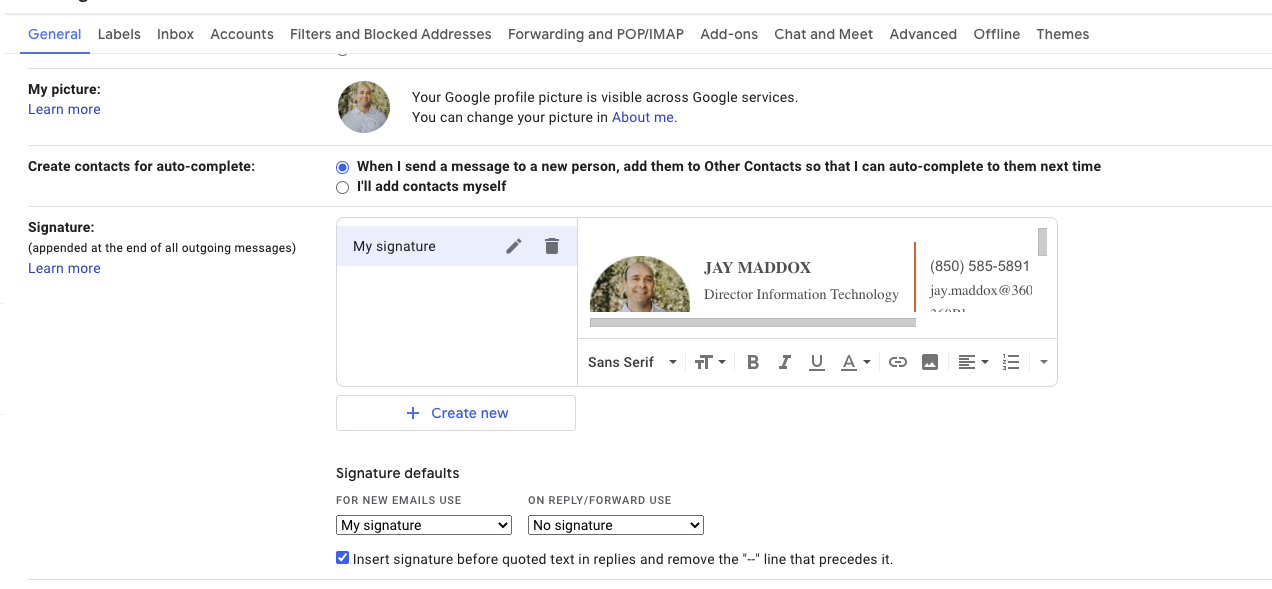 General Labels Inbox Accounts Filters and Blocked Addresses Forwarding and POP/IMAP Add-ons Chat and Meet Advanced Offline Themes
My picture:
Learn more
Your Google profile picture is visible across Google services.
You can change your picture in About me.
Create contacts for auto-complete:
When I send a message to a new person, add them to Other Contacts so that I can auto-complete to them next time
I'll add contacts myself
Signature:
(appended at the end of all outgoing messages)
Learn more
My signature
JAY MADDOX
Director Information Technology
(850) 585-5891
jay.maddox@360
Sans Serif
Create new
Signature defaults
FOR NEW EMAILS USE
My signature
ON REPLY/FORWARD USE
No signature
Insert signature before quoted text in replies and remove the "--" line that precedes it.